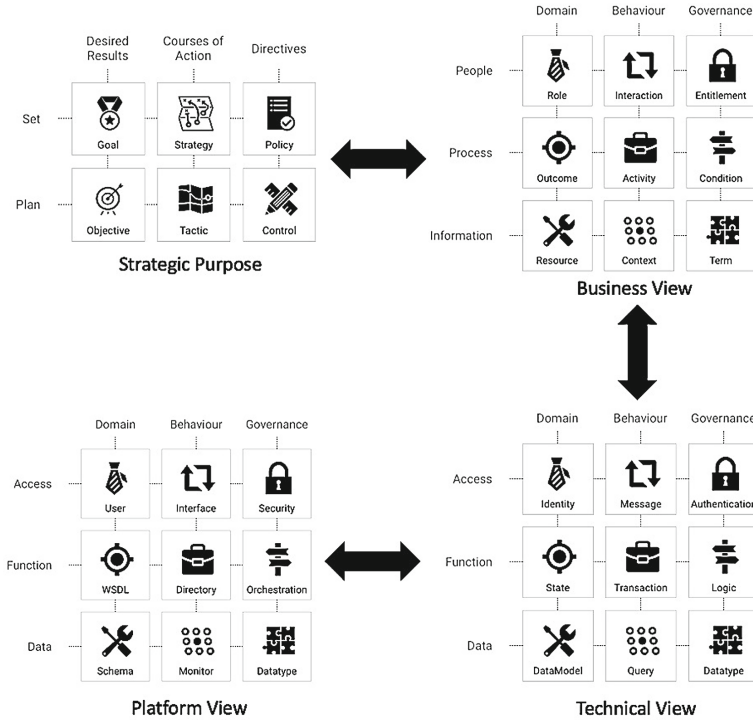 Desired
Results
Courses of
Action
Directives
Set
Goal
Strategy
Policy
Plan
Objective
Tactic
Control
Strategic Purpose
Domain
Behaviour
Governance
People
Role
Interaction
Entitlement
Process
Outcome
Activity
Condition
Information
Resource
Context
Term
Business View
Domain
Behaviour
Governance
Access
User
Interface
Security
Function
WSDL
Directory
Orchestration
Data
Schema
Monitor
Datatype
Platform View
Domain
Behaviour
Governance
Access
Identity
Message
Authentication
Function
State
Transaction
Logic
Data
DataModel
Query
Datatype
Technical View